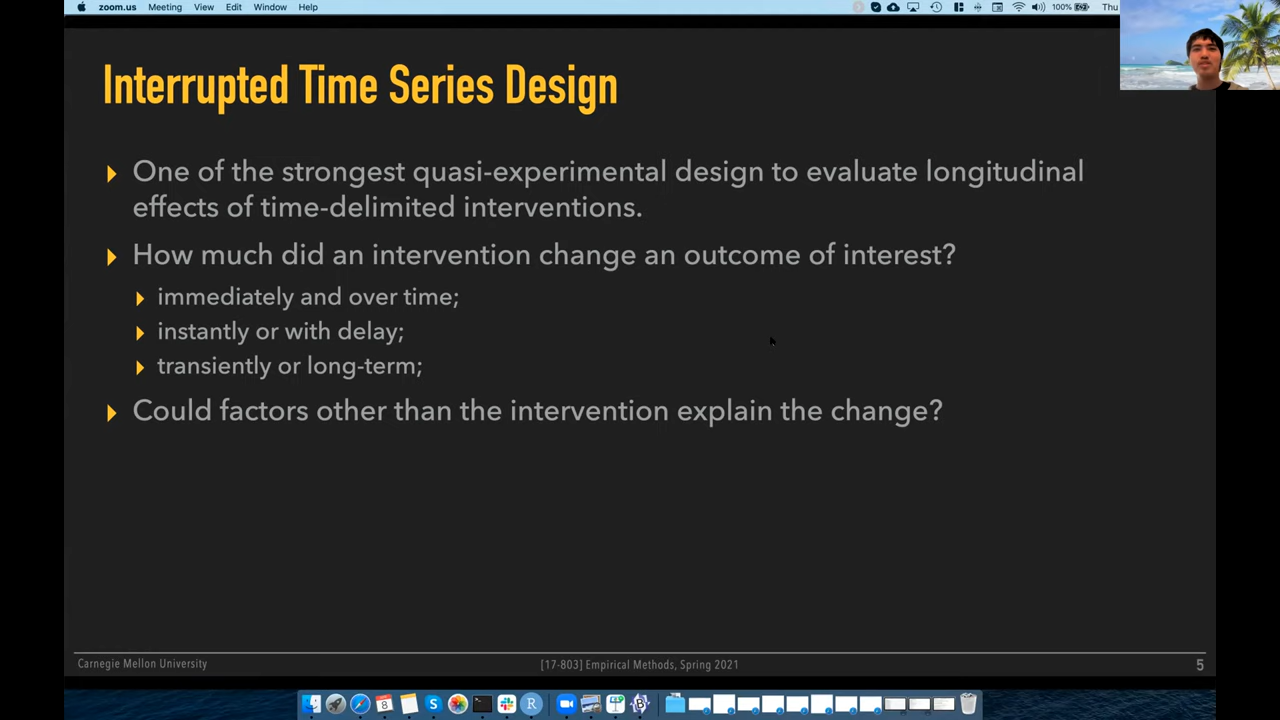 zoom.us Meeting View Edit Window Help 100% Thu
Interrupted Time Series Design
One of the strongest quasi-experimental design to evaluate longitudinal
effects of time-delimited interventions.
How much did an intervention change an outcome of interest?
immediately and over time;
instantly or with delay;
transiently or long-term;
Could factors other than the intervention explain the change?
Carnegie Mellon University [17-803] Empirical Methods, Spring 2021 5
8